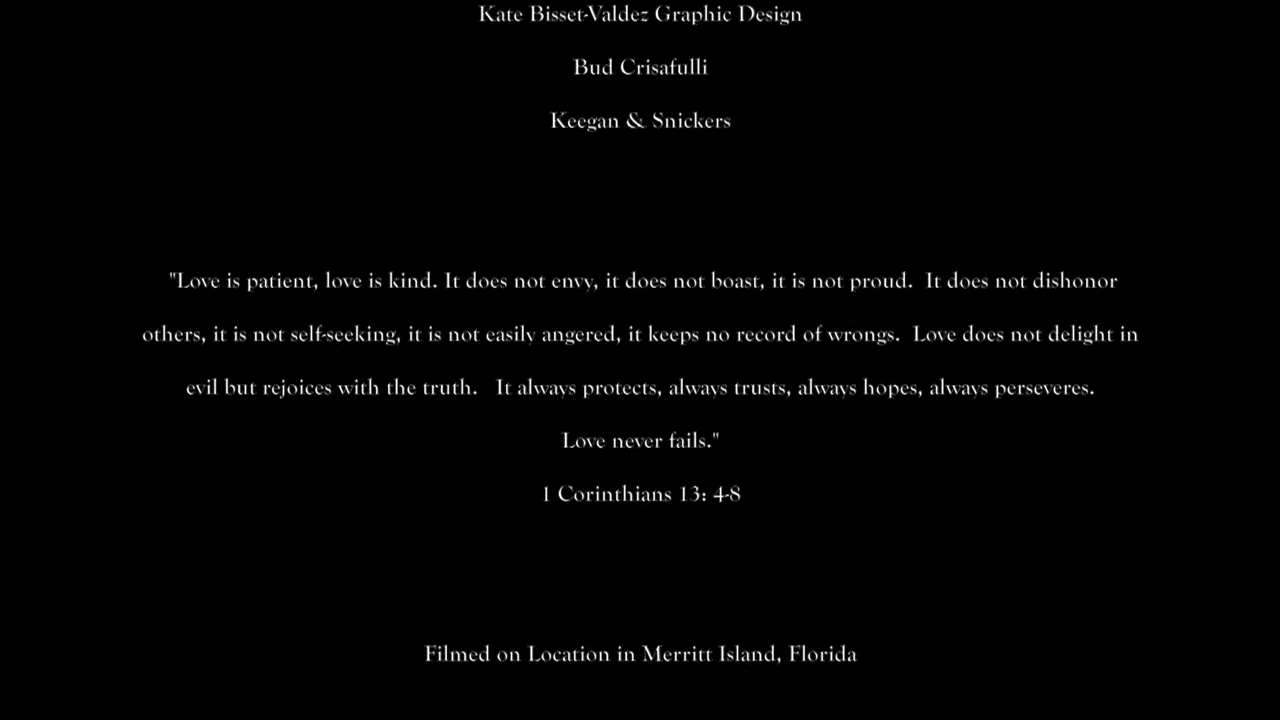 Kate Bisset-Valdez Graphic Design
Bud Crisafulli
Keegan & Snickers
"Love is patient, love is kind. It does not envy, it does not boast, it is not proud.  It does not dishonor
others, it is not self-seeking, it is not easily angered, it keeps no record of wrongs.  Love does not delight in
evil but rejoices with the truth.   It always protects, always trusts, always hopes, always perseveres.
Love never fails."
1 Corinthians 13: 4-8
Filmed on Location in Merritt Island, Florida